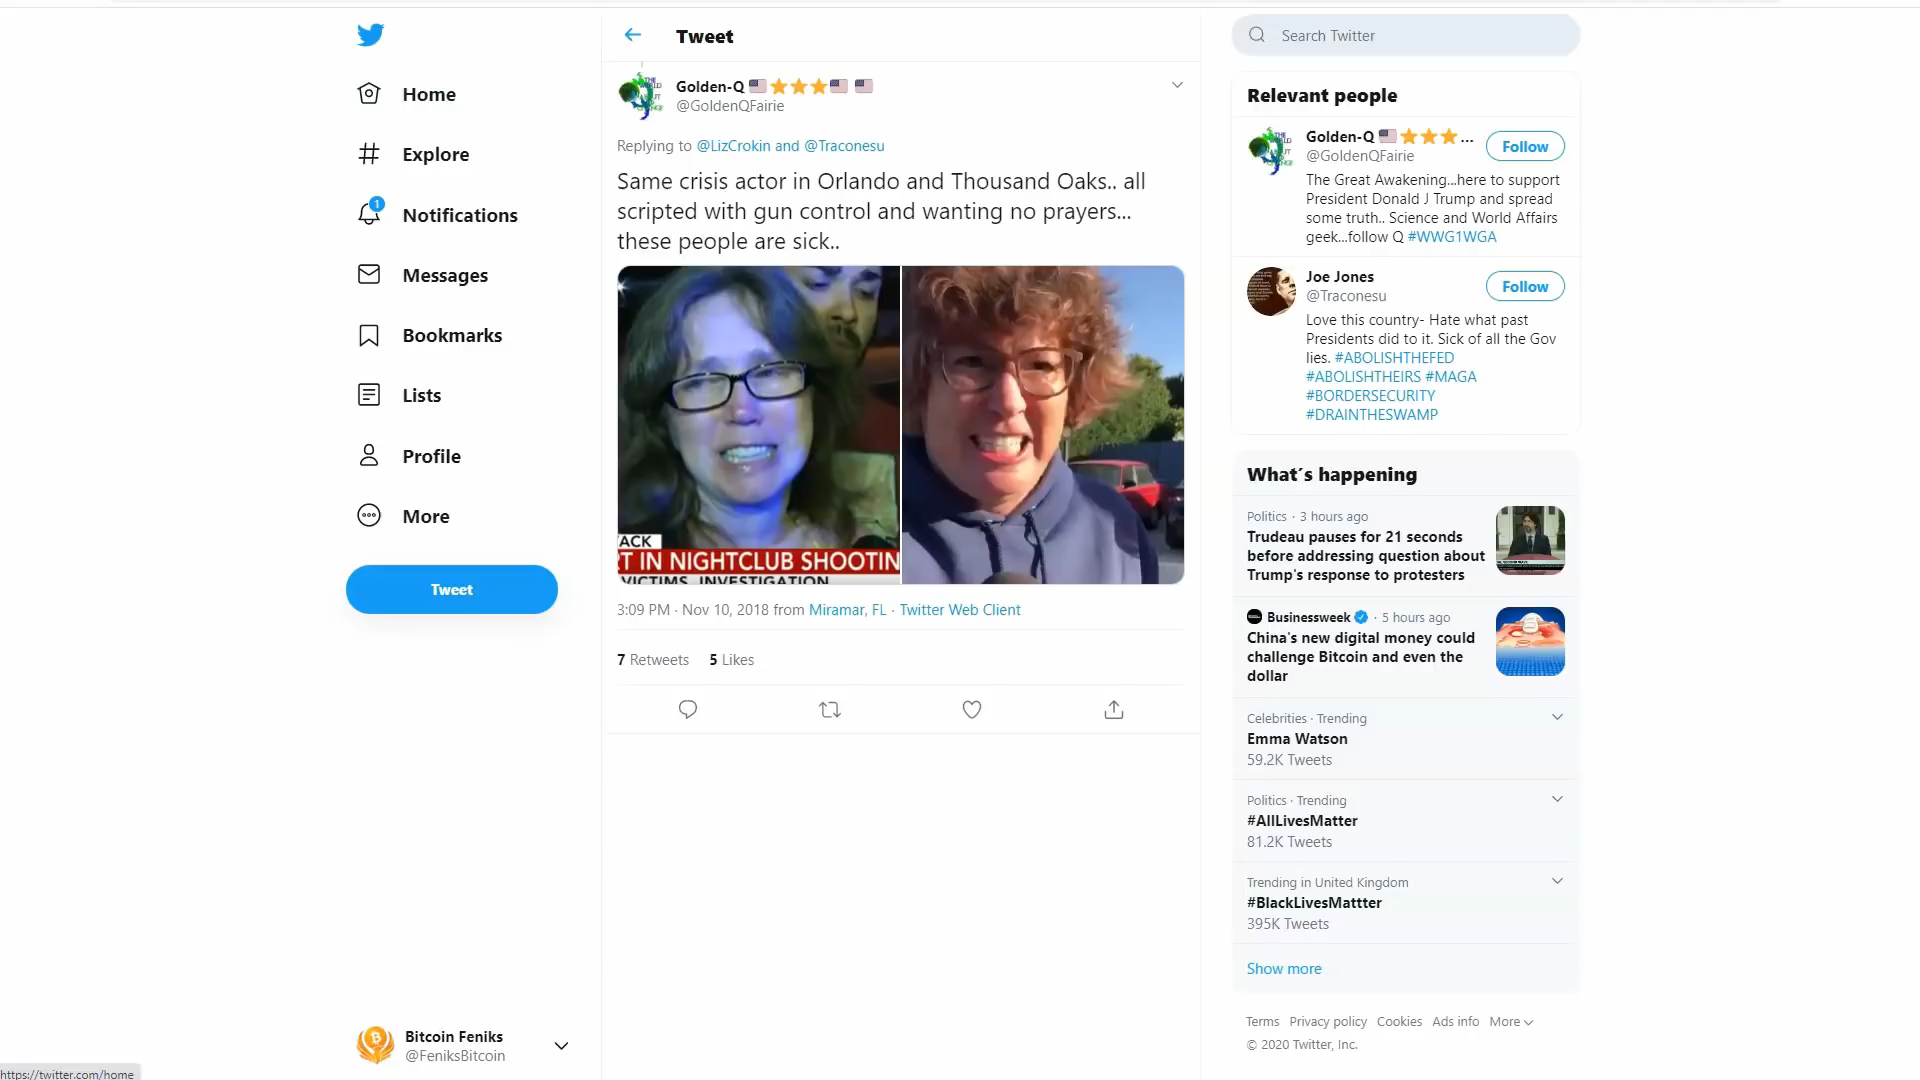 Home
Explore
1
Notifications
Messages
Bookmarks
Lists
Profile
More
Tweet
Bitcoin Feniks
@FeniksBitcoin
https://twitter.com/home
Tweet
Golden-Q
@GoldenQFairie
Replying to @LizCrokin and @Traconesu
Same crisis actor in Orlando and Thousand Oaks.. all
scripted with gun control and wanting no prayers...
these people are sick..
ACK
T IN NIGHTCLUB SHOOTIN
VICTIMS, INVESTIGATION
3:09 PM · Nov 10, 2018 from Miramar, FL · Twitter Web Client
7 Retweets 5 Likes
Search Twitter
Relevant people
Golden-Q ...
@GoldenQFairie
Follow
The Great Awakening...here to support
President Donald J Trump and spread
some truth.. Science and World Affairs
geek...follow Q #WWG1WGA
Joe Jones
@Traconesu
Follow
Love this country- Hate what past
Presidents did to it. Sick of all the Gov
lies. #ABOLISHTHEFED
#ABOLISHTHEIRS #MAGA
#BORDERSECURITY
#DRAINTHESWAMP
What´s happening
Politics · 3 hours ago
Trudeau pauses for 21 seconds
before addressing question about
Trump's response to protesters
Businessweek · 5 hours ago
China's new digital money could
challenge Bitcoin and even the
dollar
Celebrities · Trending
Emma Watson
59.2K Tweets
Politics · Trending
#AllLivesMatter
81.2K Tweets
Trending in United Kingdom
#BlackLivesMattter
395K Tweets
Show more
Terms Privacy policy Cookies Ads info More
© 2020 Twitter, Inc.